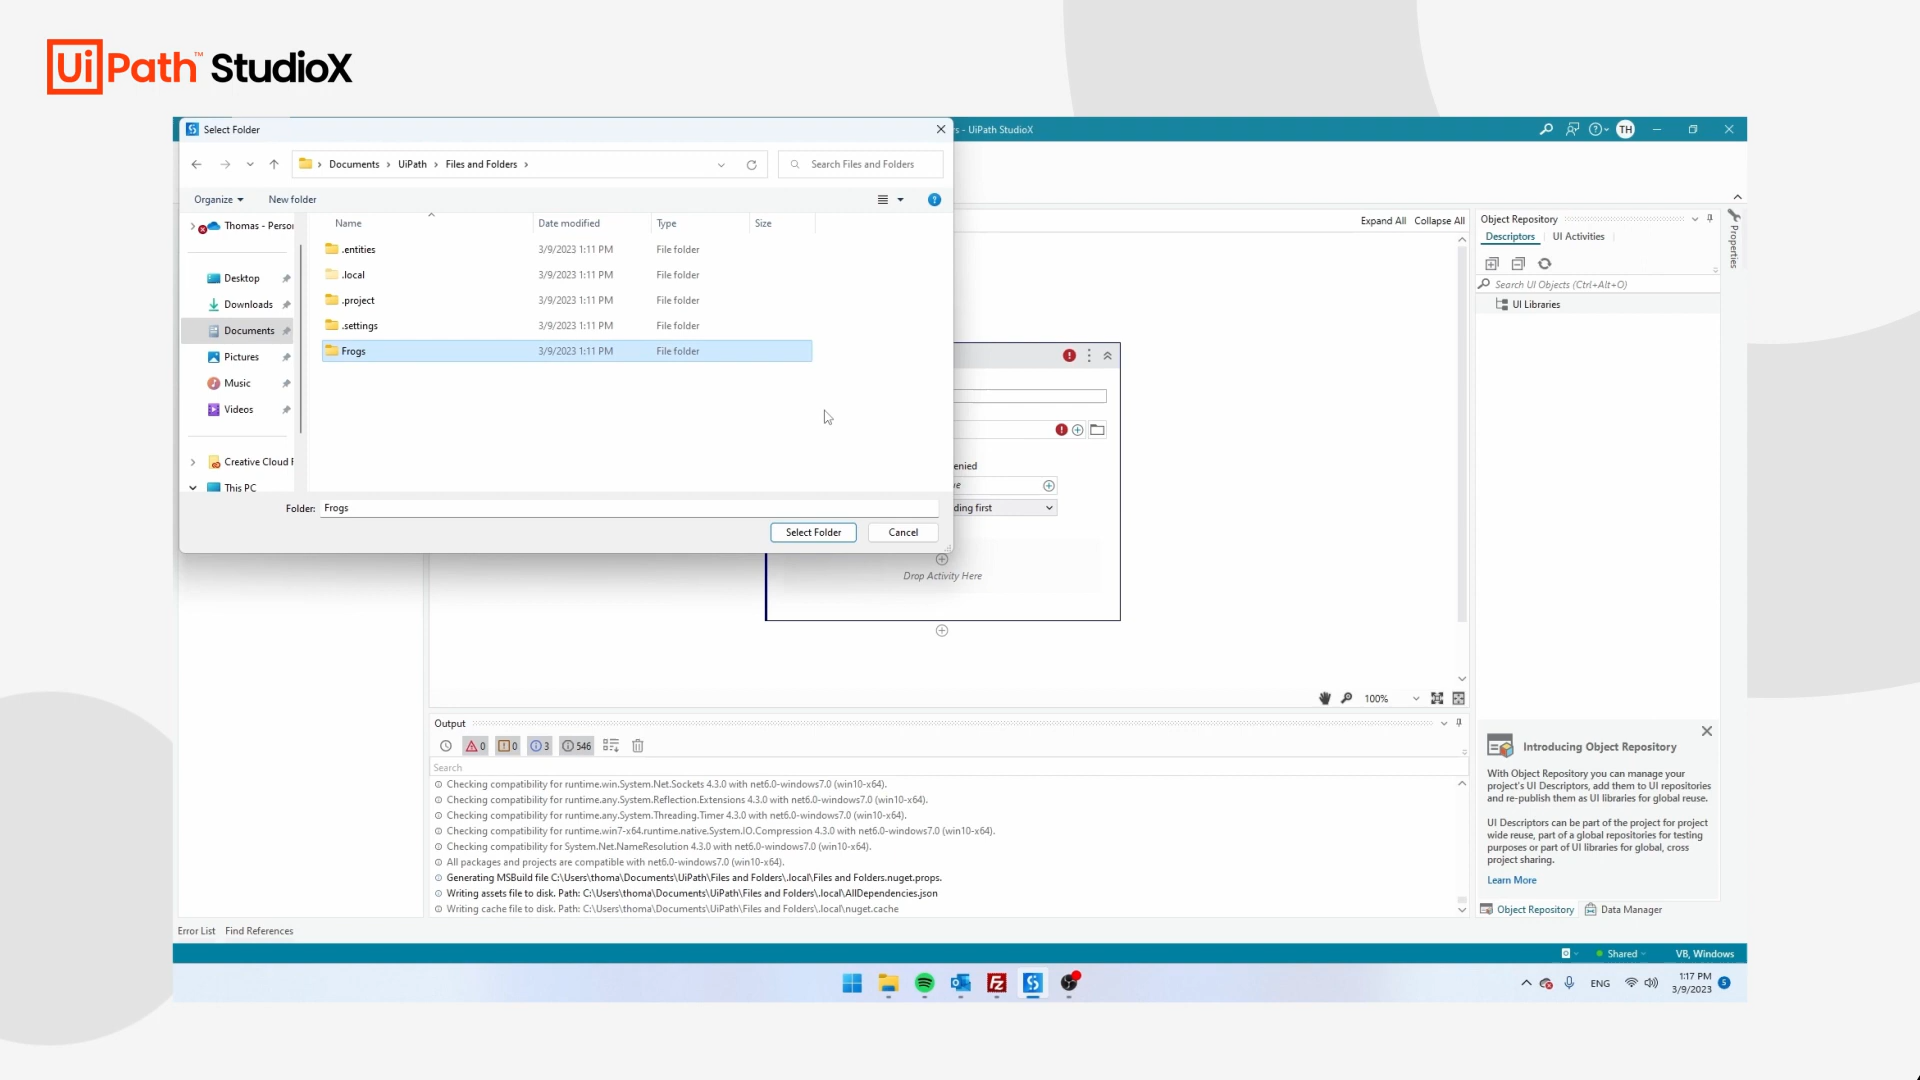 UiPath™ StudioX
Select Folder
s - UiPath StudioX
TH
Documents › UiPath › Files and Folders ›
Search Files and Folders
Organize
New folder
Thomas - Perso
Desktop
Downloads
Documents
Pictures
Music
Videos
Creative Cloud F
This PC
Name Date modified Type Size
.entities 3/9/2023 1:11 PM File folder
.local 3/9/2023 1:11 PM File folder
.project 3/9/2023 1:11 PM File folder
.settings 3/9/2023 1:11 PM File folder
Frogs 3/9/2023 1:11 PM File folder
Folder: Frogs
Select Folder
Cancel
Expand All Collapse All
enied
ding first
Drop Activity Here
100%
Object Repository
Descriptors
UI Activities
Search UI Objects (Ctrl+Alt+O)
UI Libraries
Properties
Output
0 0 3 546
Search
Checking compatibility for runtime.win.System.Net.Sockets 4.3.0 with net6.0-windows7.0 (win10-x64).
Checking compatibility for runtime.any.System.Reflection.Extensions 4.3.0 with net6.0-windows7.0 (win10-x64).
Checking compatibility for runtime.any.System.Threading.Timer 4.3.0 with net6.0-windows7.0 (win10-x64).
Checking compatibility for runtime.win7-x64.runtime.native.System.IO.Compression 4.3.0 with net6.0-windows7.0 (win10-x64).
Checking compatibility for System.Net.NameResolution 4.3.0 with net6.0-windows7.0 (win10-x64).
All packages and projects are compatible with net6.0-windows7.0 (win10-x64).
Generating MSBuild file C:\Users\thoma\Documents\UiPath\Files and Folders\.local\Files and Folders.nuget.props.
Writing assets file to disk. Path: C:\Users\thoma\Documents\UiPath\Files and Folders\.local\AllDependencies.json
Writing cache file to disk. Path: C:\Users\thoma\Documents\UiPath\Files and Folders\.local\nuget.cache
Introducing Object Repository
With Object Repository you can manage your
project's UI Descriptors, add them to UI repositories
and re-publish them as UI libraries for global reuse.
UI Descriptors can be part of the project for project
wide reuse, part of a global repositories for testing
purposes or part of UI libraries for global, cross
project sharing.
Learn More
Object Repository
Data Manager
Error List Find References
Shared
VB, Windows
ENG
1:17 PM
3/9/2023
5